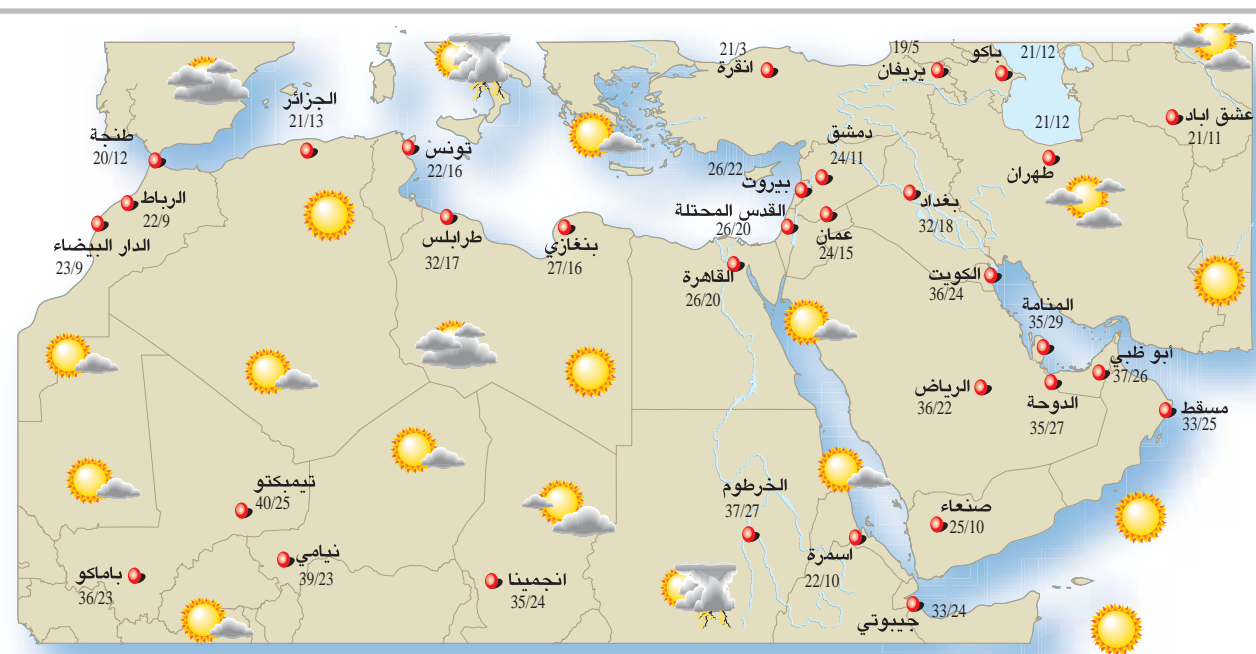 21/3
انقرة
19/5
يريفان
باكو
21/12
21/12
عشق اباد
21/11
طهران
الجزائر
21/13
طنجة
20/12
تونس
22/16
دمشق
24/11
26/22
بيروت
بغداد
32/18
الرباط
22/9
الدار البيضاء
23/9
طرابلس
32/17
بنغازي
27/16
القدس المحتلة
26/20
عمان
24/15
القاهرة
26/20
الكويت
36/24
المنامة
35/29
أبو ظبي
37/26
الرياض
36/22
الدوحة
35/27
مسقط
33/25
تيمبكتو
40/25
الخرطوم
37/27
صنعاء
25/10
اسمرة
22/10
نيامي
39/23
باماكو
36/23
انجمينا
35/24
33/24
جيبوتي